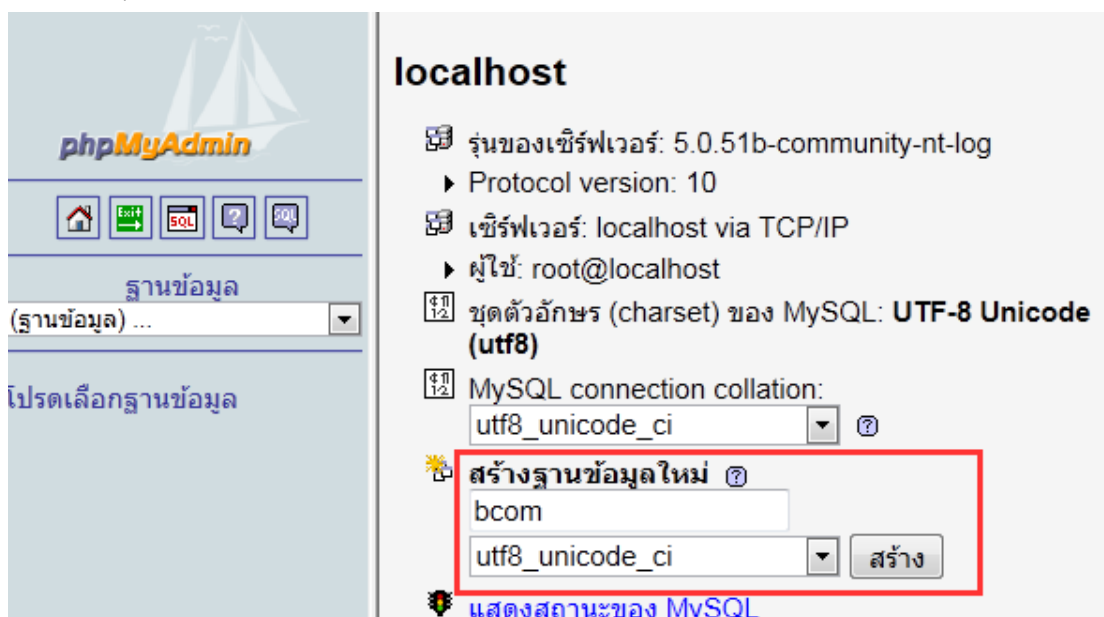 phpMyAdmin
Exit
SQL
SQL
ฐานข้อมูล
(ฐานข้อมูล) ...
โปรดเลือกฐานข้อมูล
localhost
รุ่นของเซิร์ฟเวอร์: 5.0.51b-community-nt-log
Protocol version: 10
เซิร์ฟเวอร์: localhost via TCP/IP
ผู้ใช้: root@localhost
ชุดตัวอักษร (charset) ของ MySQL: UTF-8 Unicode
(utf8)
MySQL connection collation:
utf8_unicode_ci
สร้างฐานข้อมูลใหม่
bcom
utf8_unicode_ci
สร้าง
แสดงสถานะของ MySQL